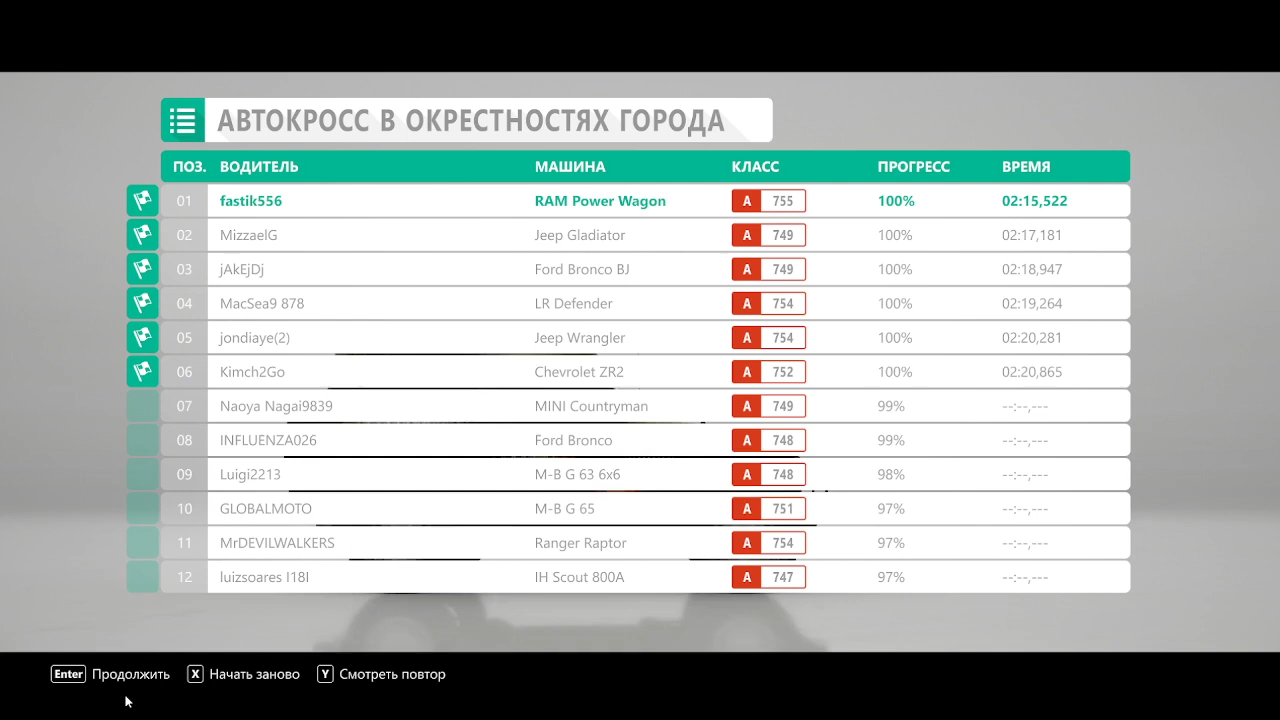 АВТОКРОСС В ОКРЕСТНОСТЯХ ГОРОДА
ПОЗ. ВОДИТЕЛЬ МАШИНА КЛАСС ПРОГРЕСС ВРЕМЯ
01 fastik556 RAM Power Wagon A 755 100% 02:15,522
02 MizzaelG Jeep Gladiator A 749 100% 02:17,181
03 jAkEjDj Ford Bronco BJ A 749 100% 02:18,947
04 MacSea9 878 LR Defender A 754 100% 02:19,264
05 jondiaye(2) Jeep Wrangler A 754 100% 02:20,281
06 Kimch2Go Chevrolet ZR2 A 752 100% 02:20,865
07 Naoya Nagai9839 MINI Countryman A 749 99% --:--,---
08 INFLUENZA026 Ford Bronco A 748 99% --:--,---
09 Luigi2213 M-B G 63 6x6 A 748 98% --:--,---
10 GLOBALMOTO M-B G 65 A 751 97% --:--,---
11 MrDEVILWALKERS Ranger Raptor A 754 97% --:--,---
12 luizsoares I18I IH Scout 800A A 747 97% --:--,---
Enter Продолжить X Начать заново Y Смотреть повтор